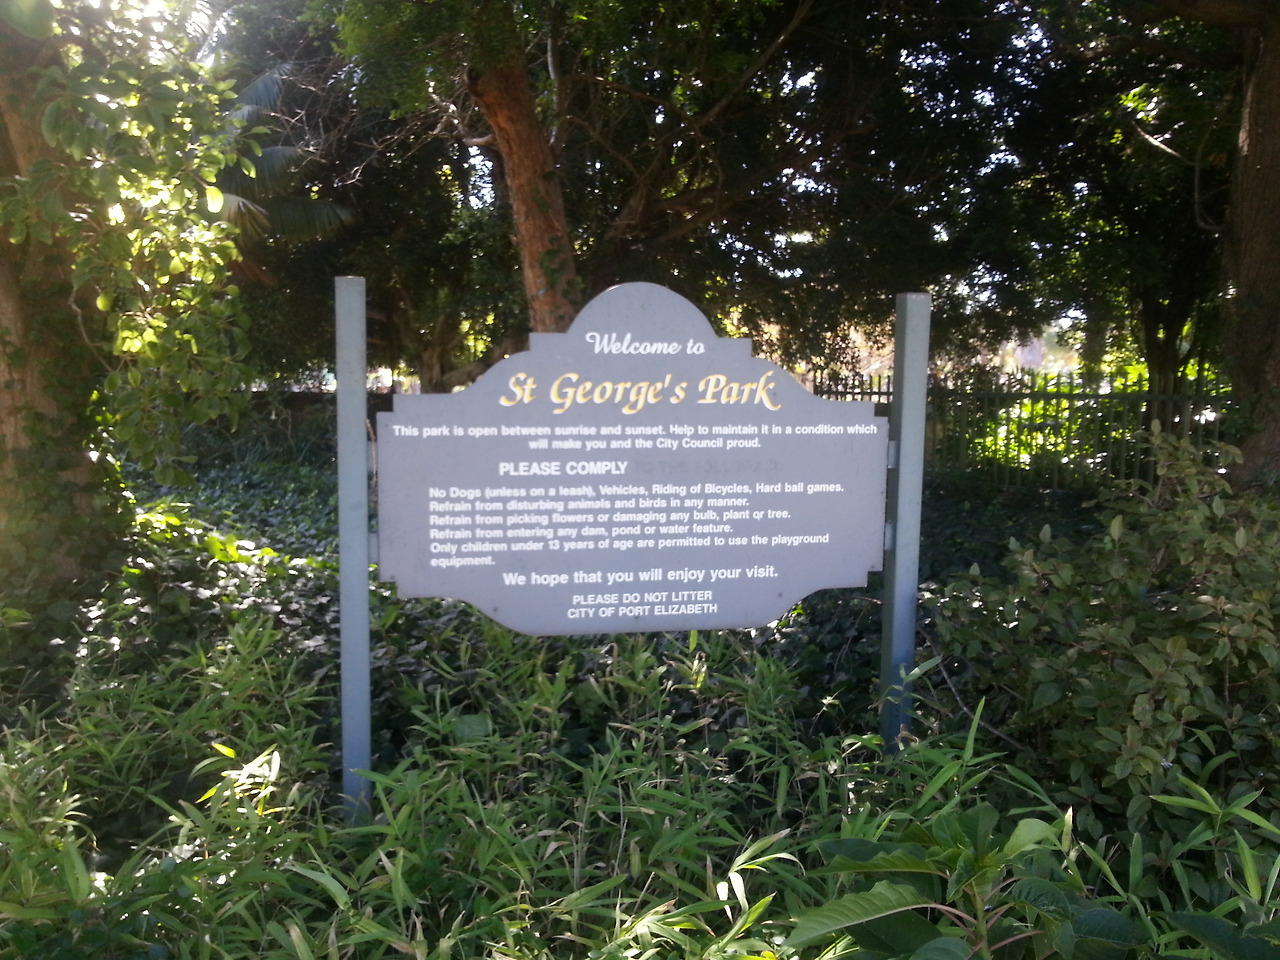 Welcome to
St George's Park
This park is open between sunrise and sunset. Help to maintain it in a condition which
will make you and the City Council proud.
PLEASE COMPLY TO THE FOLLOWING:
No Dogs (unless on a leash), Vehicles, Riding of Bicycles, Hard ball games.
Refrain from disturbing animals and birds in any manner.
Refrain from picking flowers or damaging any bulb, plant or tree.
Refrain from entering any dam, pond or water feature.
Only children under 13 years of age are permitted to use the playground
equipment.
We hope that you will enjoy your visit.
PLEASE DO NOT LITTER
CITY OF PORT ELIZABETH